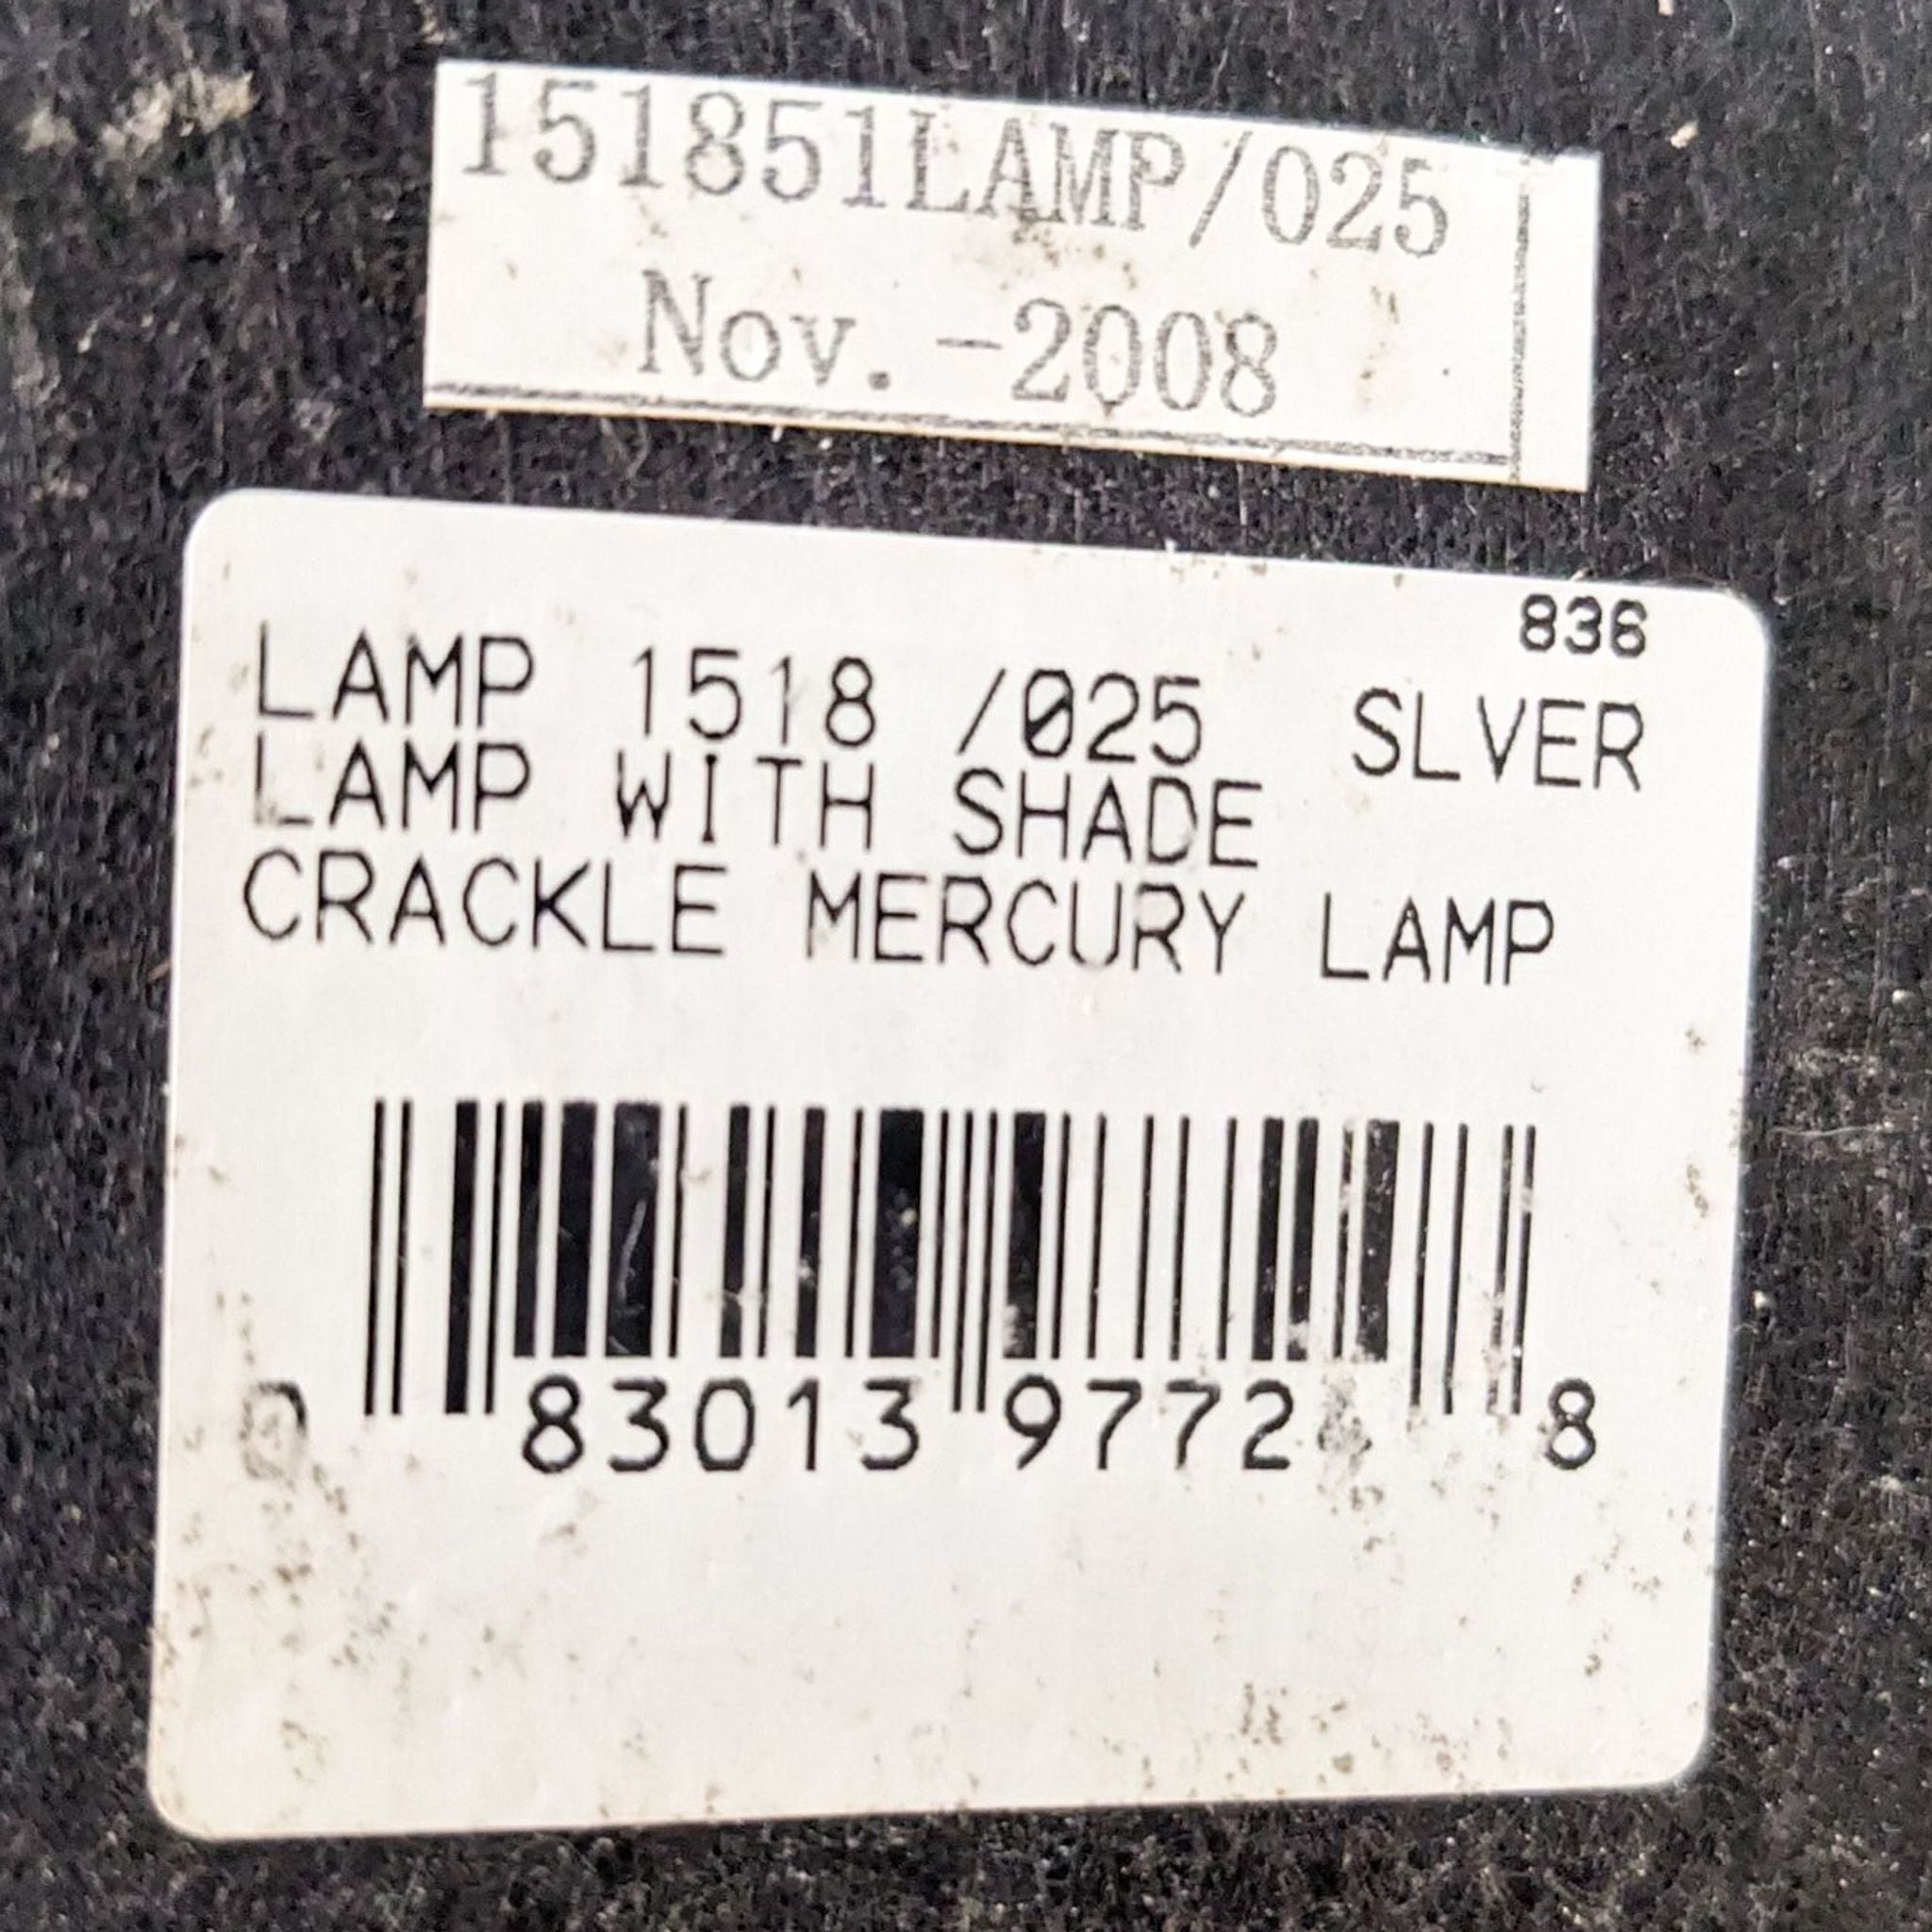 151851LAMP/025
Nov. -2008
836
LAMP 1518 /025 SLVER
LAMP WITH SHADE
CRACKLE MERCURY LAMP
0 83013 9772 8